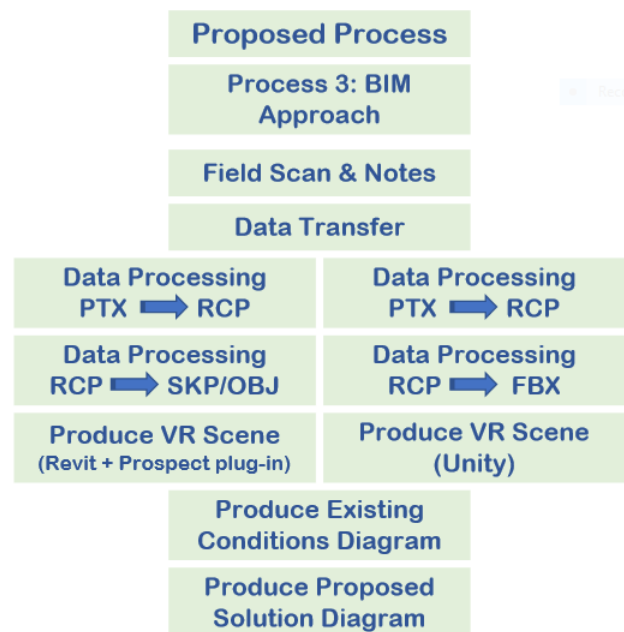 Proposed Process
Process 3: BIM
Approach
Field Scan & Notes
Data Transfer
Data Processing
PTX RCP
Data Processing
PTX RCP
Data Processing
RCP SKP/OBJ
Data Processing
RCP FBX
Produce VR Scene
(Revit + Prospect plug-in)
Produce VR Scene
(Unity)
Produce Existing
Conditions Diagram
Produce Proposed
Solution Diagram